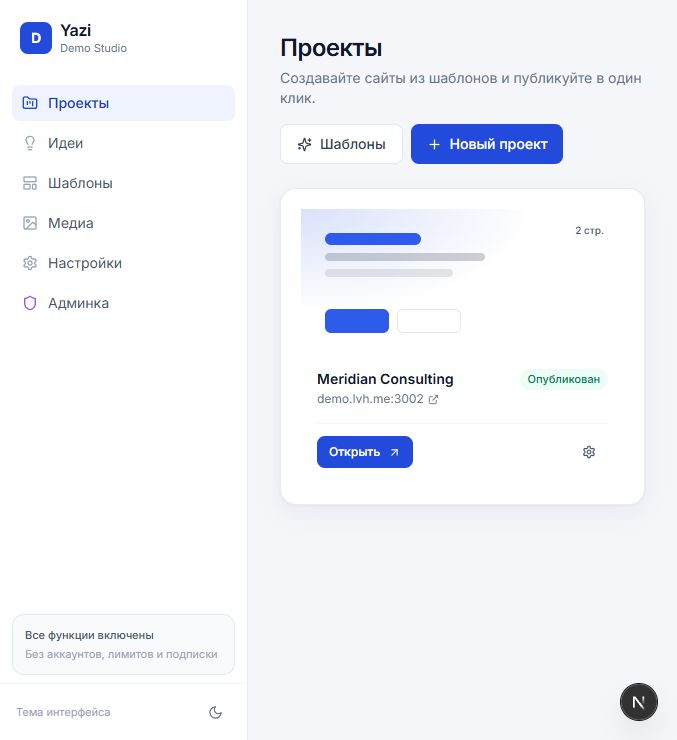 D
Yazi
Demo Studio
Проекты
Идеи
Шаблоны
Медиа
Настройки
Админка
Все функции включены
Без аккаунтов, лимитов и подписки
Тема интерфейса
Проекты
Создавайте сайты из шаблонов и публикуйте в один
клик.
Шаблоны
Новый проект
2 стр.
Meridian Consulting
Опубликован
demo.lvh.me:3002
Открыть
N